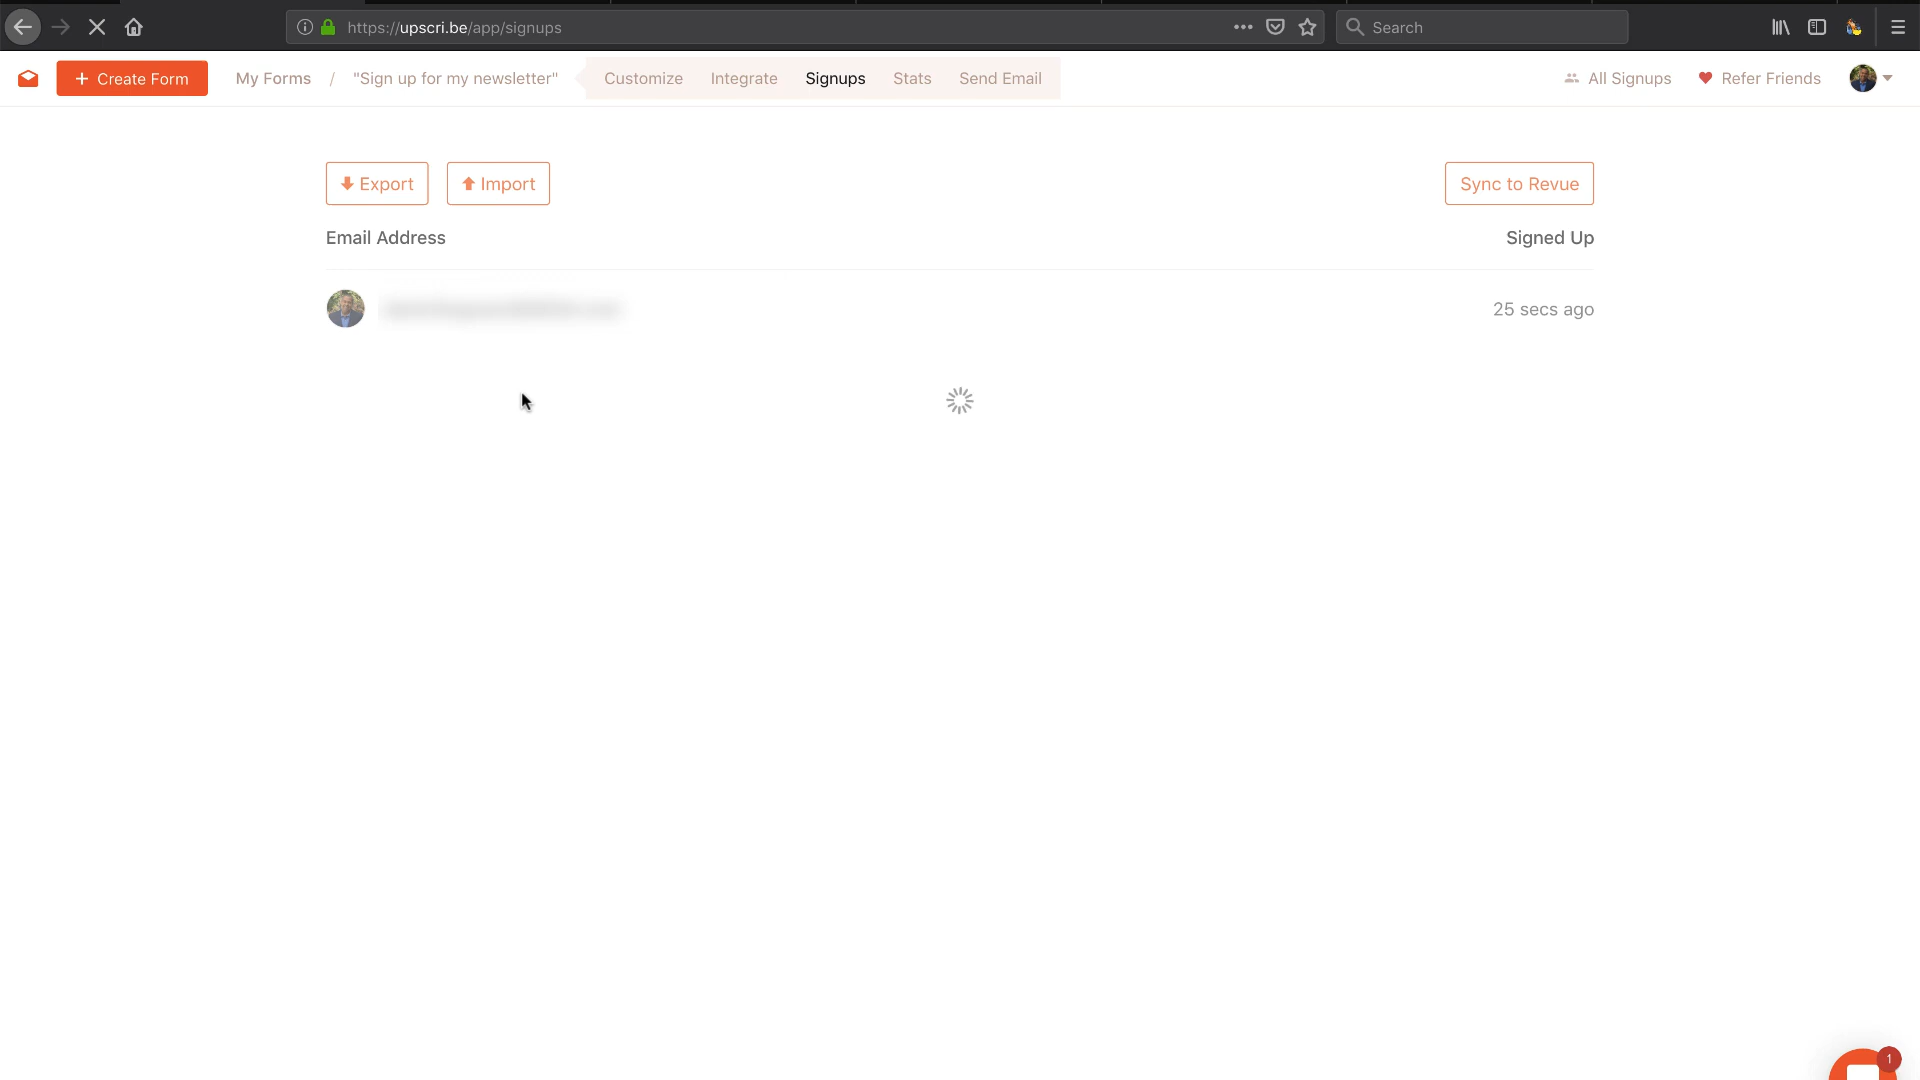 https://upscri.be/app/signups
Search
+ Create Form
My Forms / "Sign up for my newsletter"
Customize
Integrate
Signups
Stats
Send Email
All Signups
Refer Friends
Export
Import
Sync to Revue
Email Address
Signed Up
25 secs ago
1